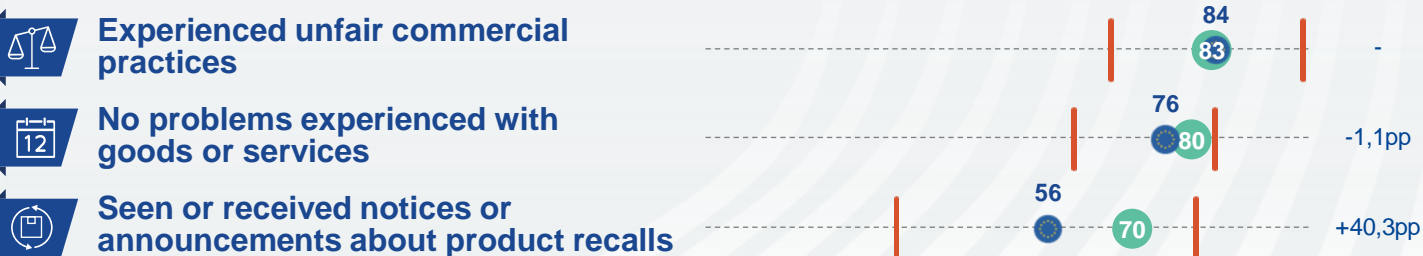 Experienced unfair commercial
practices
84
83
-
12
No problems experienced with
goods or services
76
80
-1,1pp
Seen or received notices or
announcements about product recalls
56
70
+40,3pp